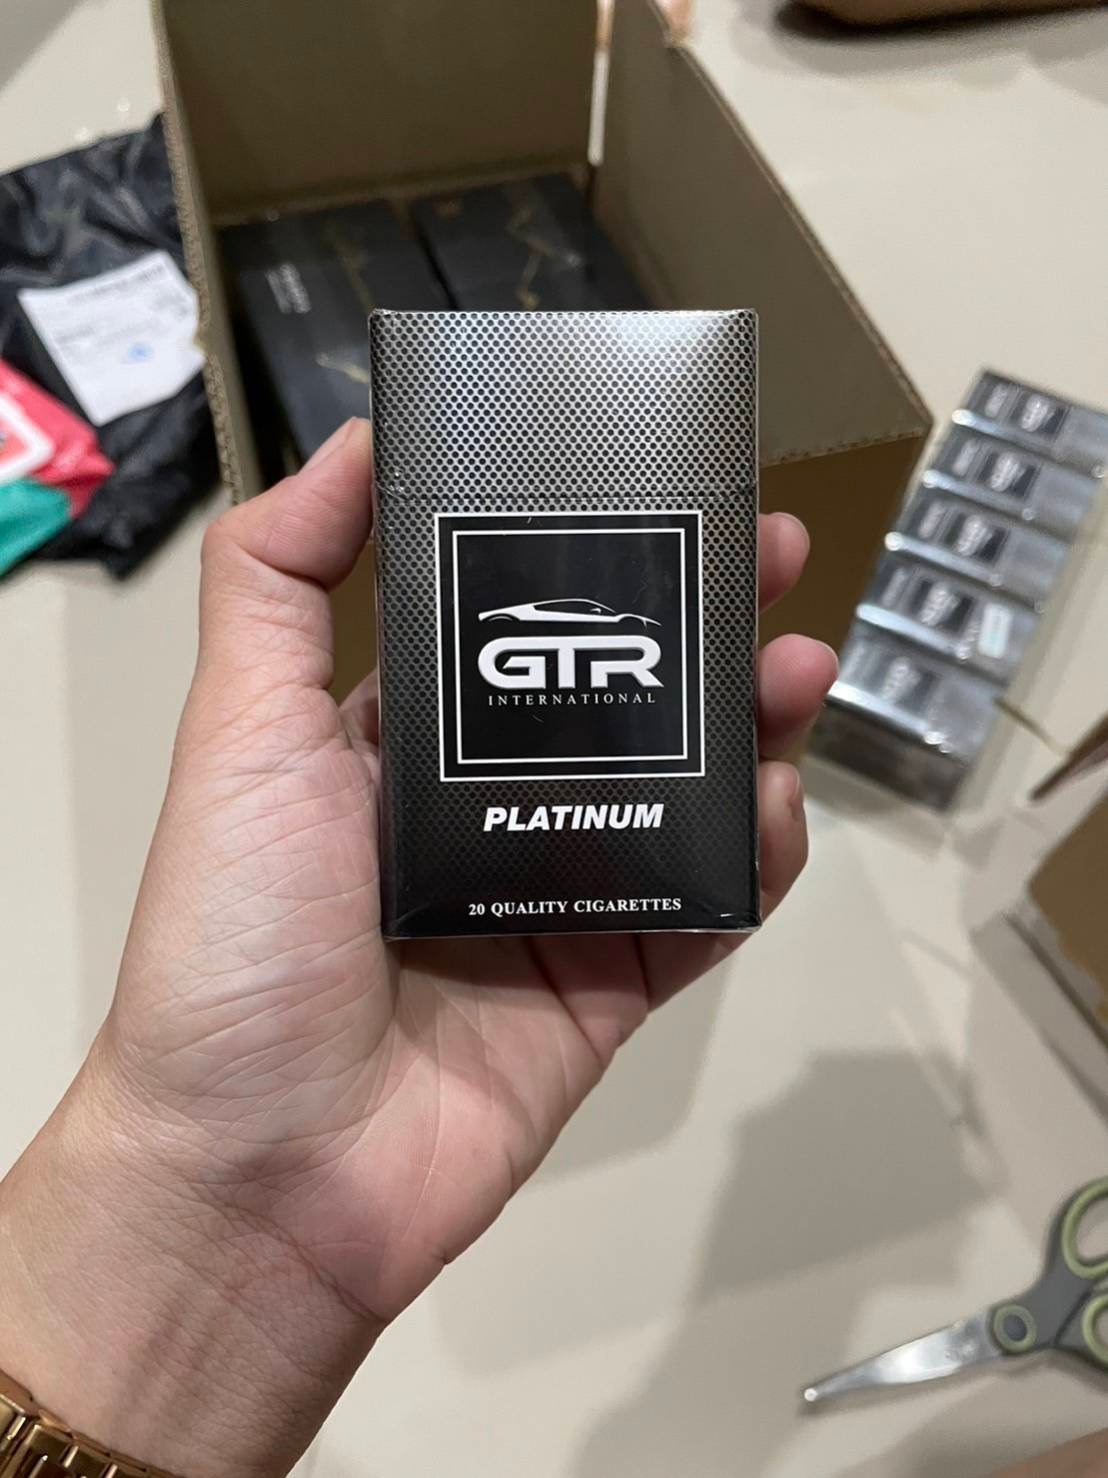 GTR
INTERNATIONAL
PLATINUM
20 QUALITY CIGARETTES